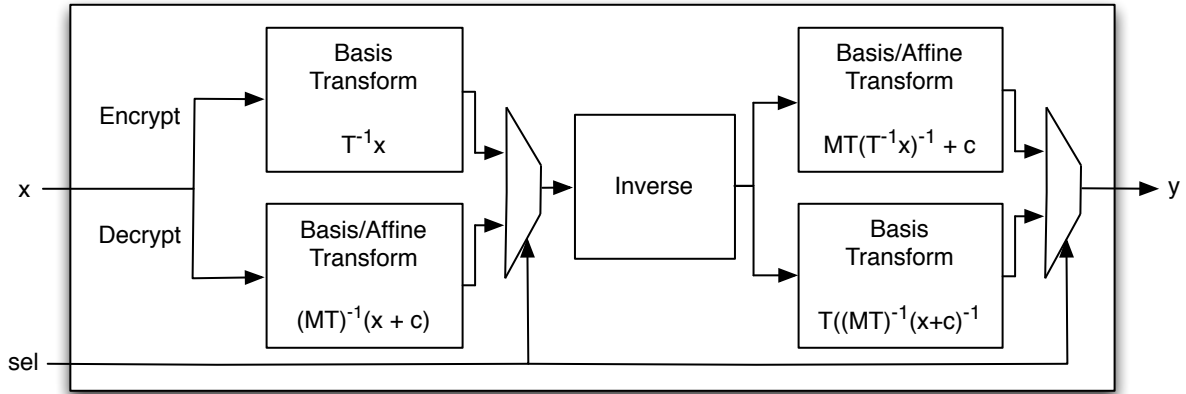 Basis
Transform
T⁻¹x
Basis/Affine
Transform
MT(T⁻¹x)⁻¹ + c
Encrypt
x
Inverse
y
Decrypt
Basis/Affine
Transform
(MT)⁻¹(x + c)
Basis
Transform
T((MT)⁻¹(x+c)⁻¹
sel